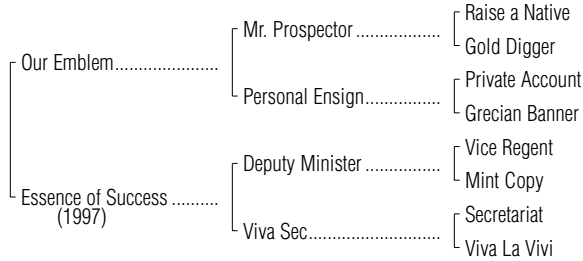 Raise a Native
Mr. Prospector ..................
Gold Digger
Our Emblem......................
Private Account
Personal Ensign................
Grecian Banner
Vice Regent
Deputy Minister ................
Mint Copy
Essence of Success ..........
(1997)
Secretariat
Viva Sec............................
Viva La Vivi